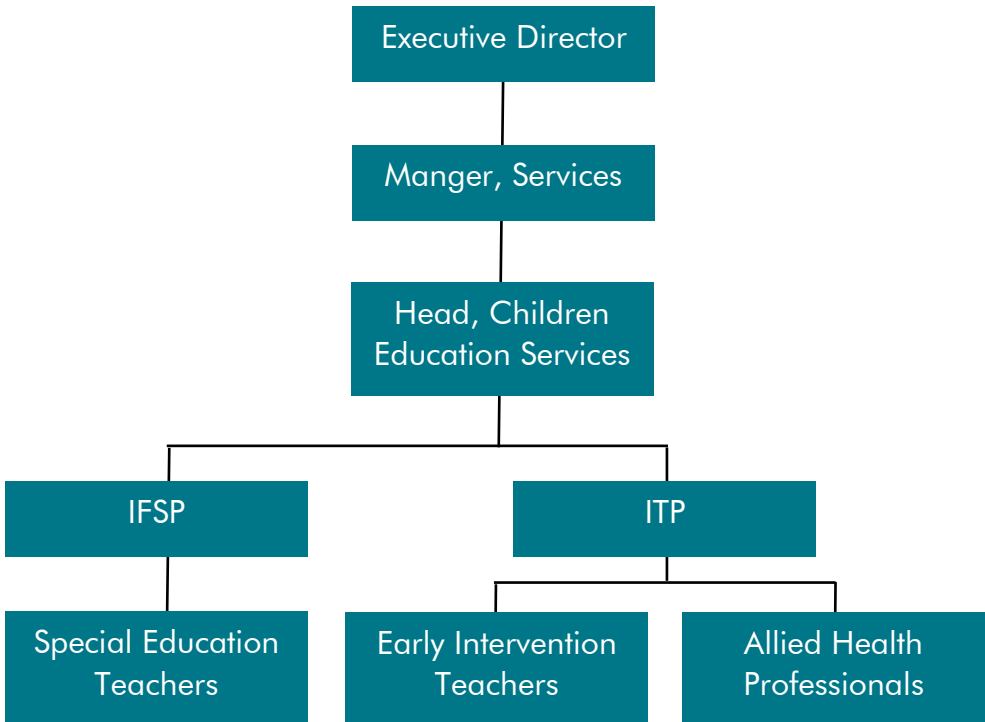 Executive Director
Manger, Services
Head, Children
Education Services
IFSP
ITP
Special Education
Teachers
Early Intervention
Teachers
Allied Health
Professionals